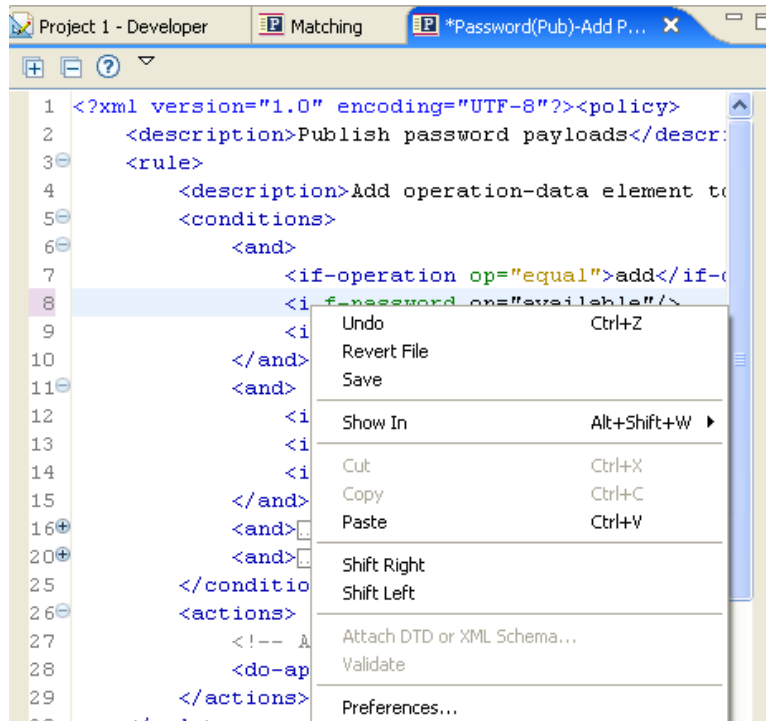 Project 1 - Developer Matching *Password(Pub)-Add P...
1 <?xml version="1.0" encoding="UTF-8"?><policy>
2 <description>Publish password payloads</descr
3 <rule>
4 <description>Add operation-data element to
5 <conditions>
6 <and>
7 <if-operation op="equal">add</if-
8 <i f-password op="available"/>
9 <i
10 </and>
11 <and>
12 <i
13 <i
14 <i
15 </and>
16 <and>
20 <and>
25 </conditio
26 <actions>
27 <!-- A
28 <do-ap
29 </actions>
Undo Ctrl+Z
Revert File
Save
Show In Alt+Shift+W
Cut Ctrl+X
Copy Ctrl+C
Paste Ctrl+V
Shift Right
Shift Left
Attach DTD or XML Schema...
Validate
Preferences...